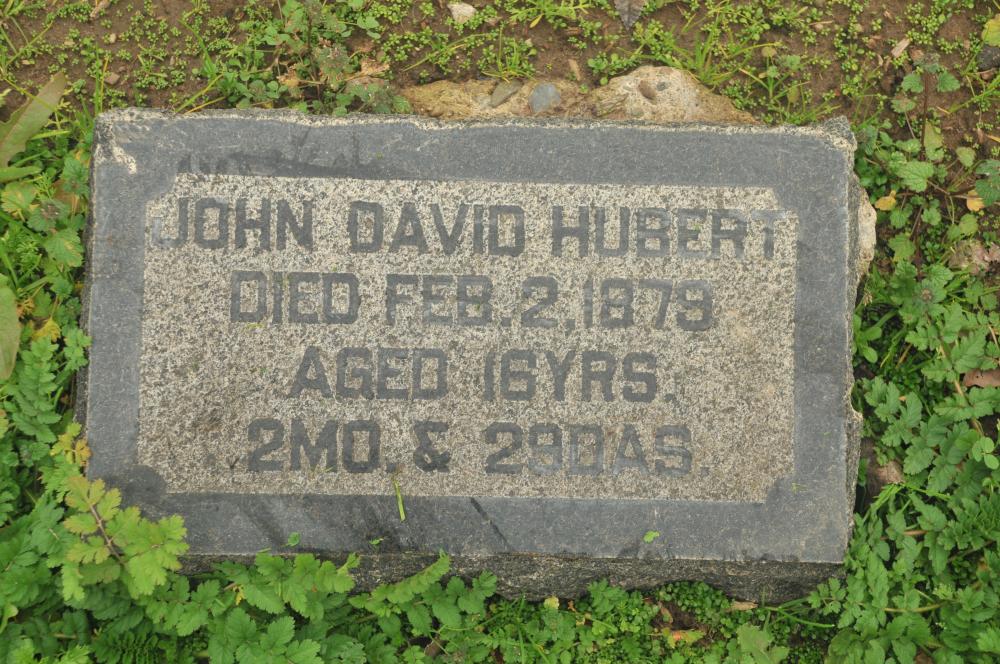 JOHN DAVID HUBERT
DIED FEB. 2, 1879
AGED 16YRS.
2MO. & 29DAS.